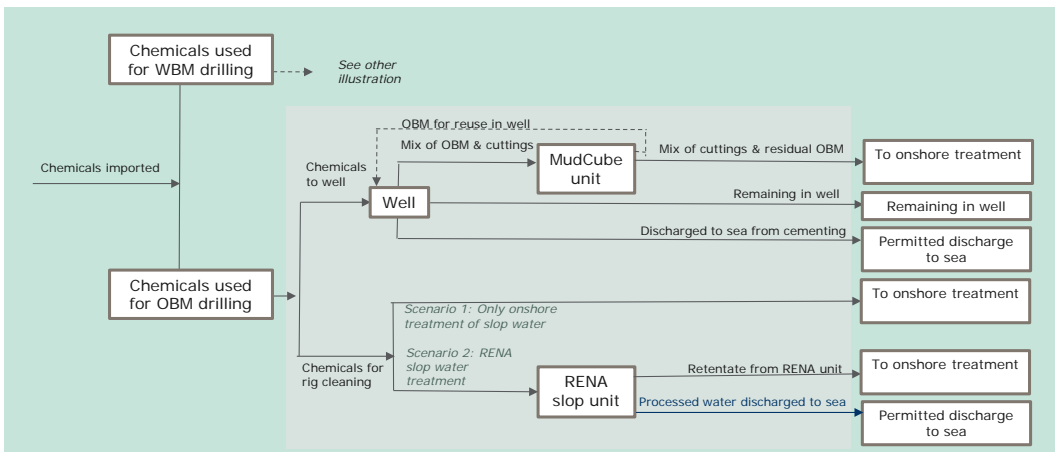 Chemicals used
for WBM drilling
See other
illustration
OBM for reuse in well
Mix of OBM & cuttings
MudCube
unit
Mix of cuttings & residual OBM
To onshore treatment
Chemicals imported
Chemicals
to well
Well
Remaining in well
Remaining in well
Discharged to sea from cementing
Permitted discharge
to sea
Chemicals used
for OBM drilling
To onshore treatment
Scenario 1: Only onshore
treatment of slop water
Chemicals for
rig cleaning
Scenario 2: RENA
slop water
treatment
RENA
slop unit
Retentate from RENA unit
To onshore treatment
Processed water discharged to sea
Permitted discharge
to sea